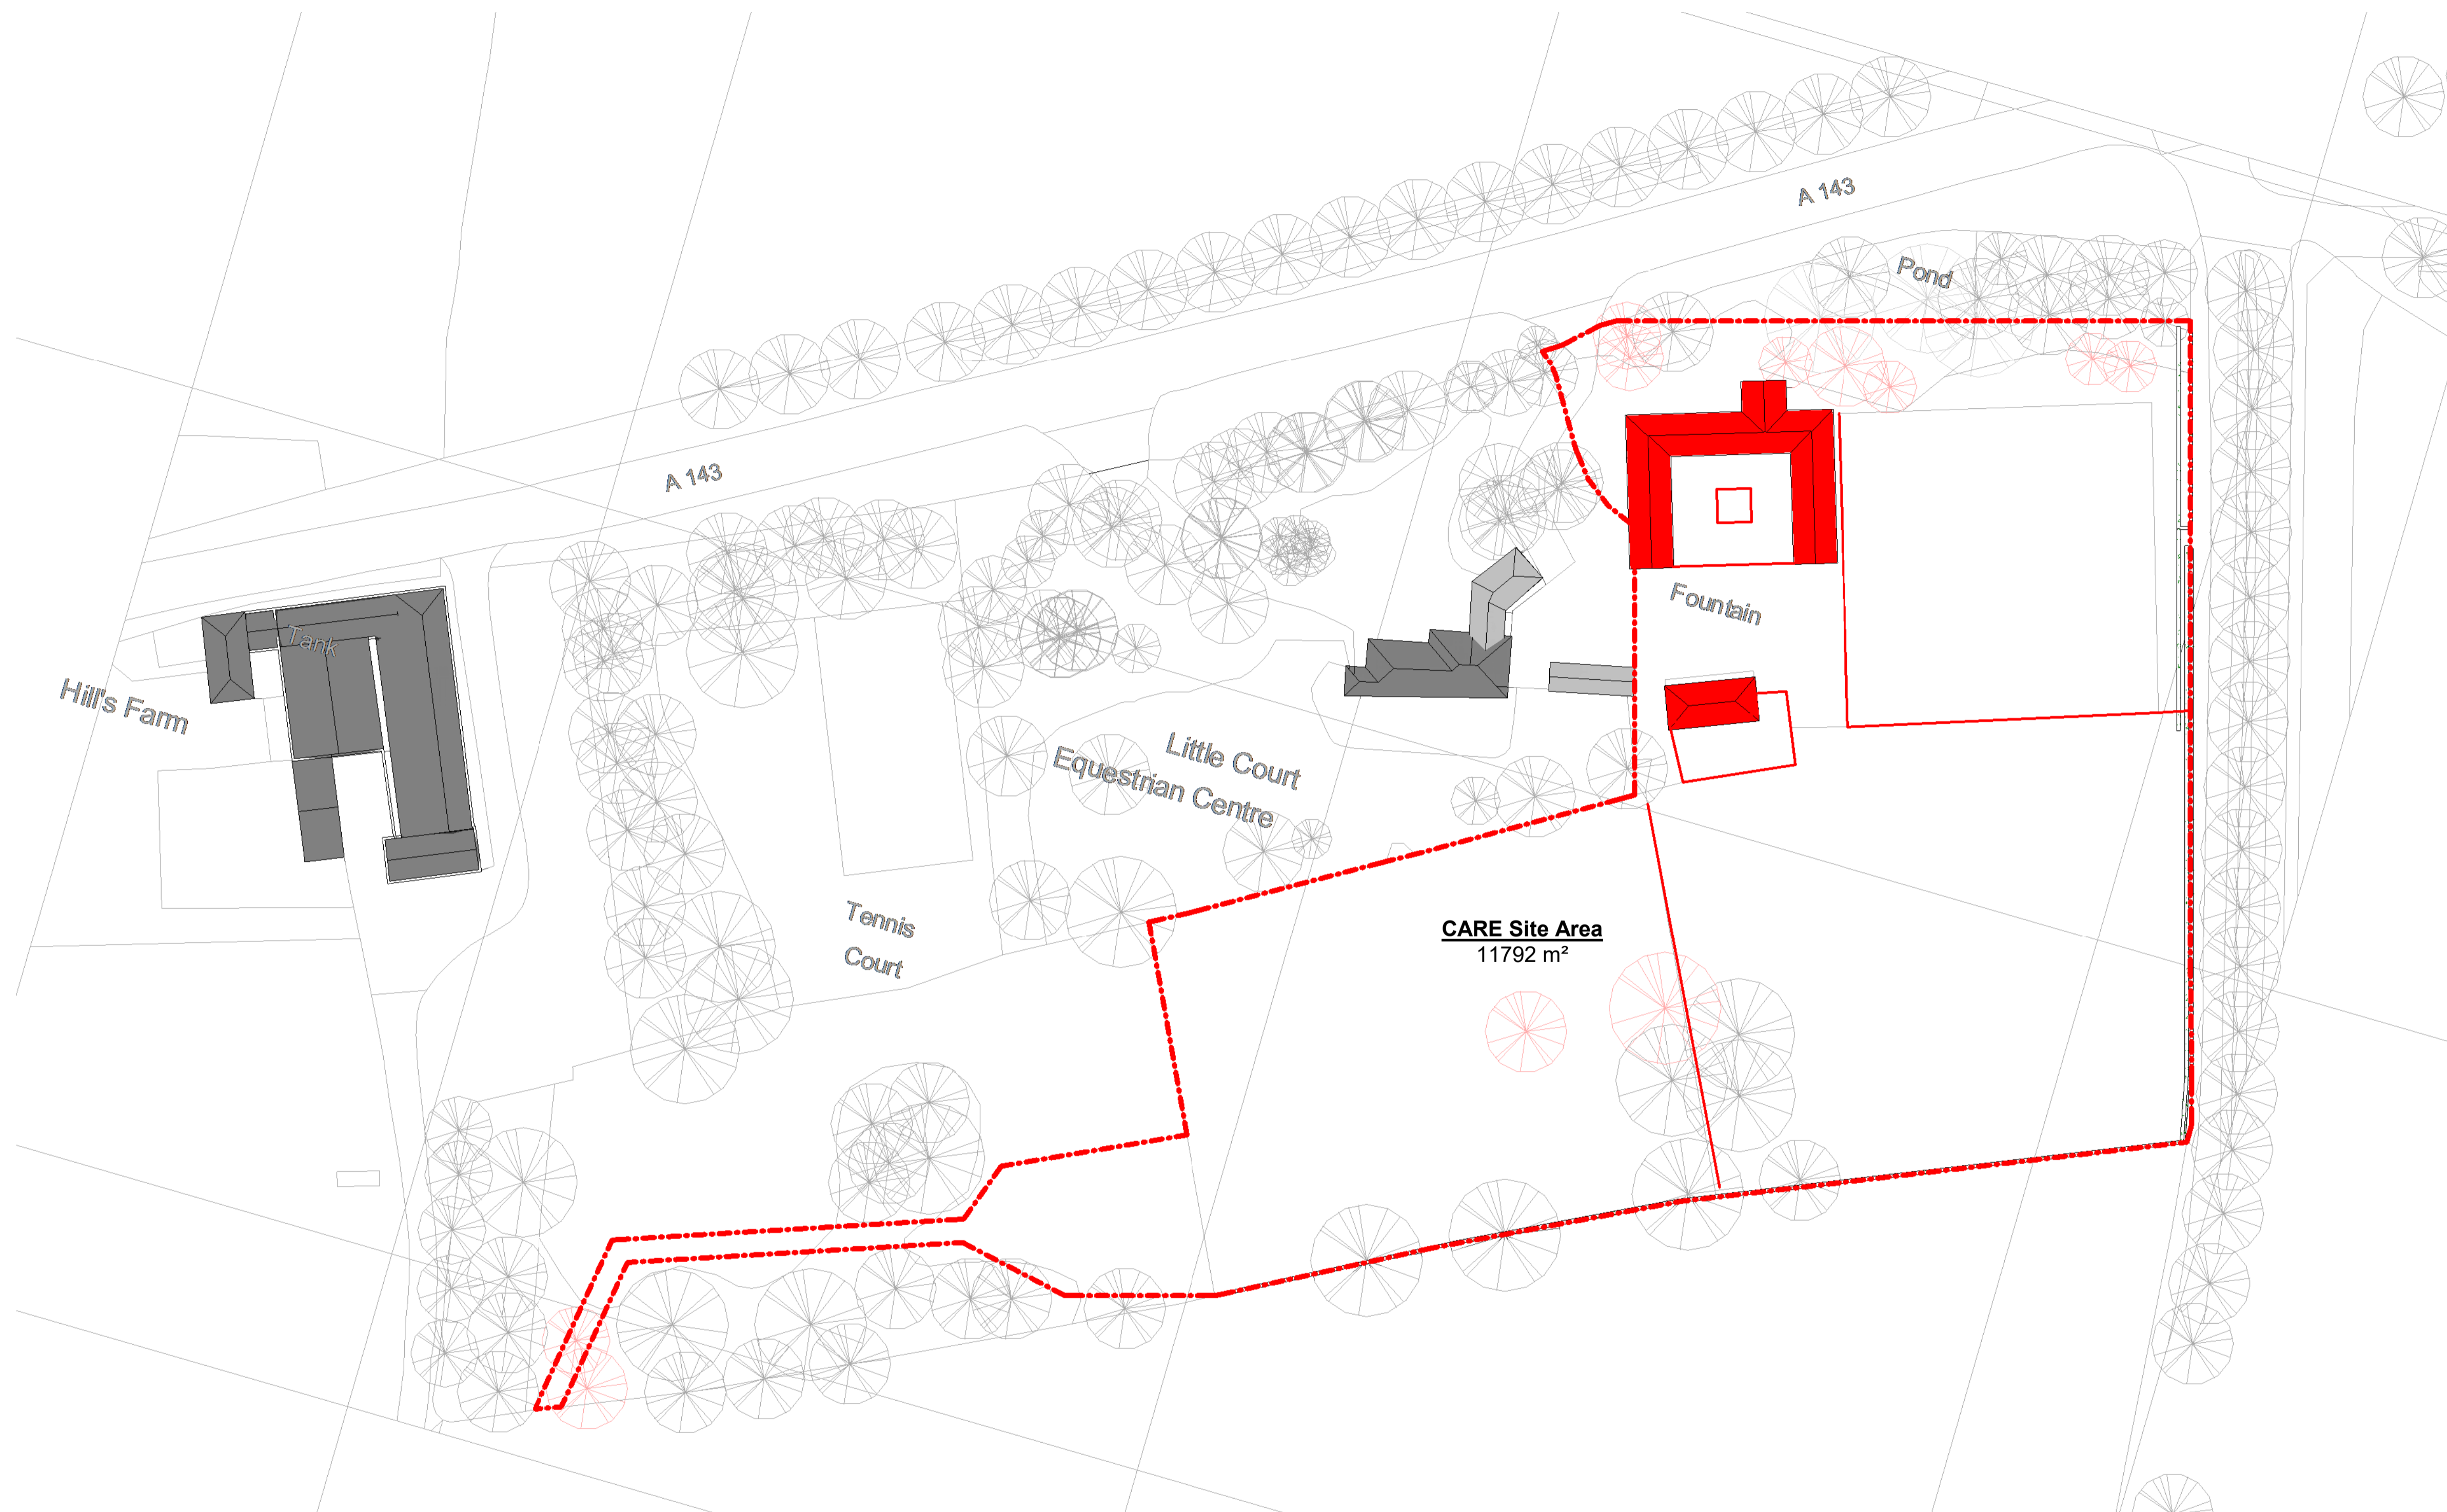 A 143
Pond
A 143
Fountain
Tank
Hill's Farm
Little Court
Equestrian Centre
Tennis
Court
CARE Site Area
11792 m²